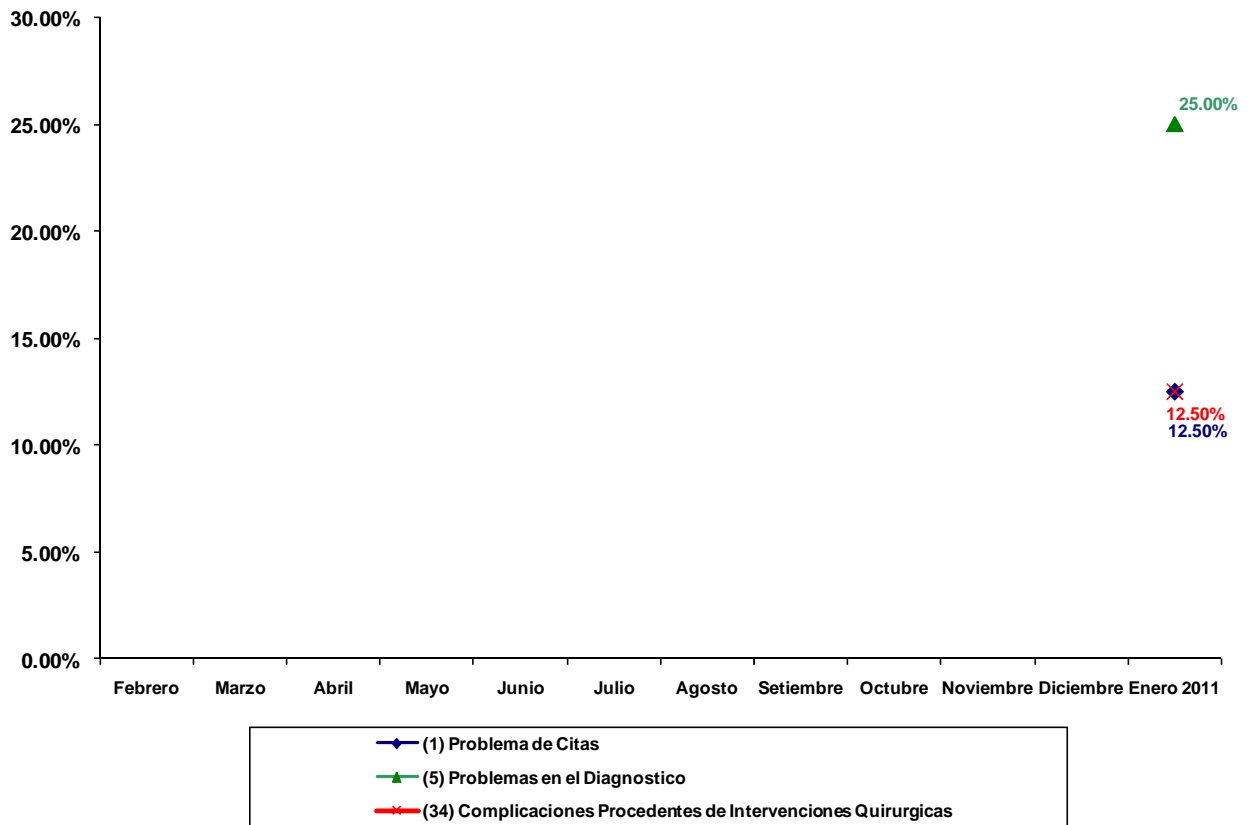 30.00%
25.00%
25.00%
20.00%
15.00%
12.50%
12.50%
10.00%
5.00%
0.00%
Febrero Marzo Abril Mayo Junio Julio Agosto Setiembre Octubre Noviembre Diciembre Enero 2011
(1) Problema de Citas
(5) Problemas en el Diagnostico
(34) Complicaciones Procedentes de Intervenciones Quirurgicas